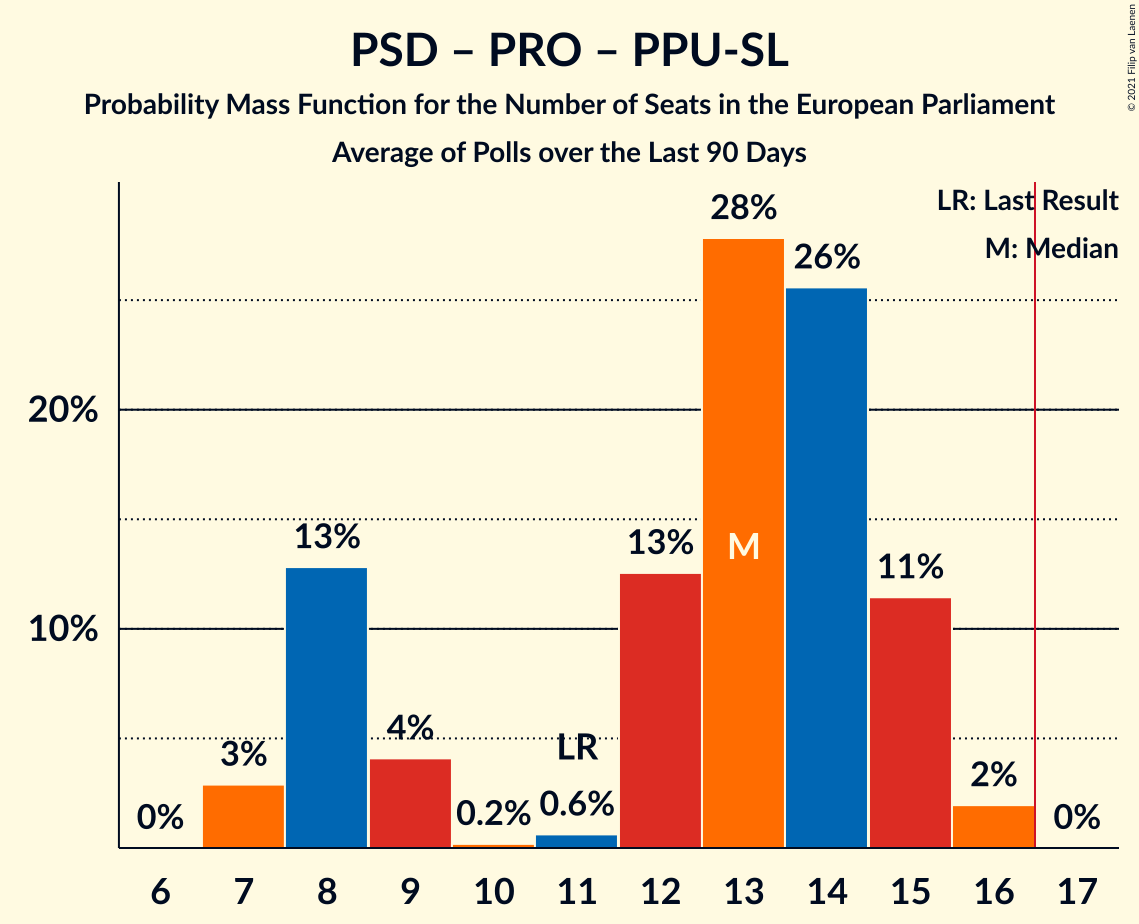 PSD – PRO – PPU-SL
Probability Mass Function for the Number of Seats in the European Parliament
Average of Polls over the Last 90 Days
© 2021 Filip van Laenen
LR: Last Result
M: Median
28%
26%
20%
13%
13%
M
11%
10%
4%
3%
LR
2%
0%
0.2%
0.6%
0%
6 7 8 9 10 11 12 13 14 15 16 17